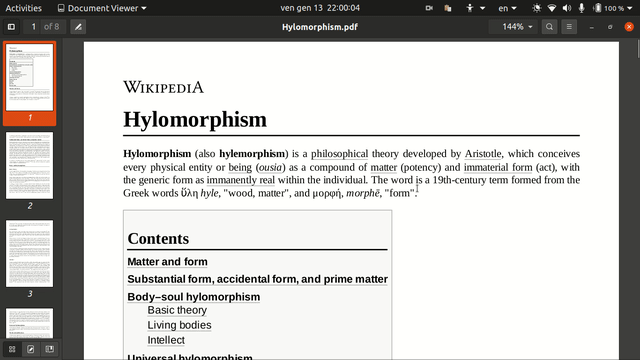 Activities
Document Viewer
ven gen 13 22:00:04
en
100 %
Hylomorphism.pdf
1 of 8
144%
WIKIPEDIA
Hylomorphism
Hylomorphism (also hylemorphism) is a philosophical theory developed by Aristotle, which conceives
every physical entity or being (ousia) as a compound of matter (potency) and immaterial form (act), with
the generic form as immanently real within the individual. The word is a 19th-century term formed from the
Greek words ὕλη hyle, "wood, matter", and μορφή, morphē, "form".
Contents
Matter and form
Substantial form, accidental form, and prime matter
Body–soul hylomorphism
Basic theory
Living bodies
Intellect
Universal hylomorphism
1
2
3